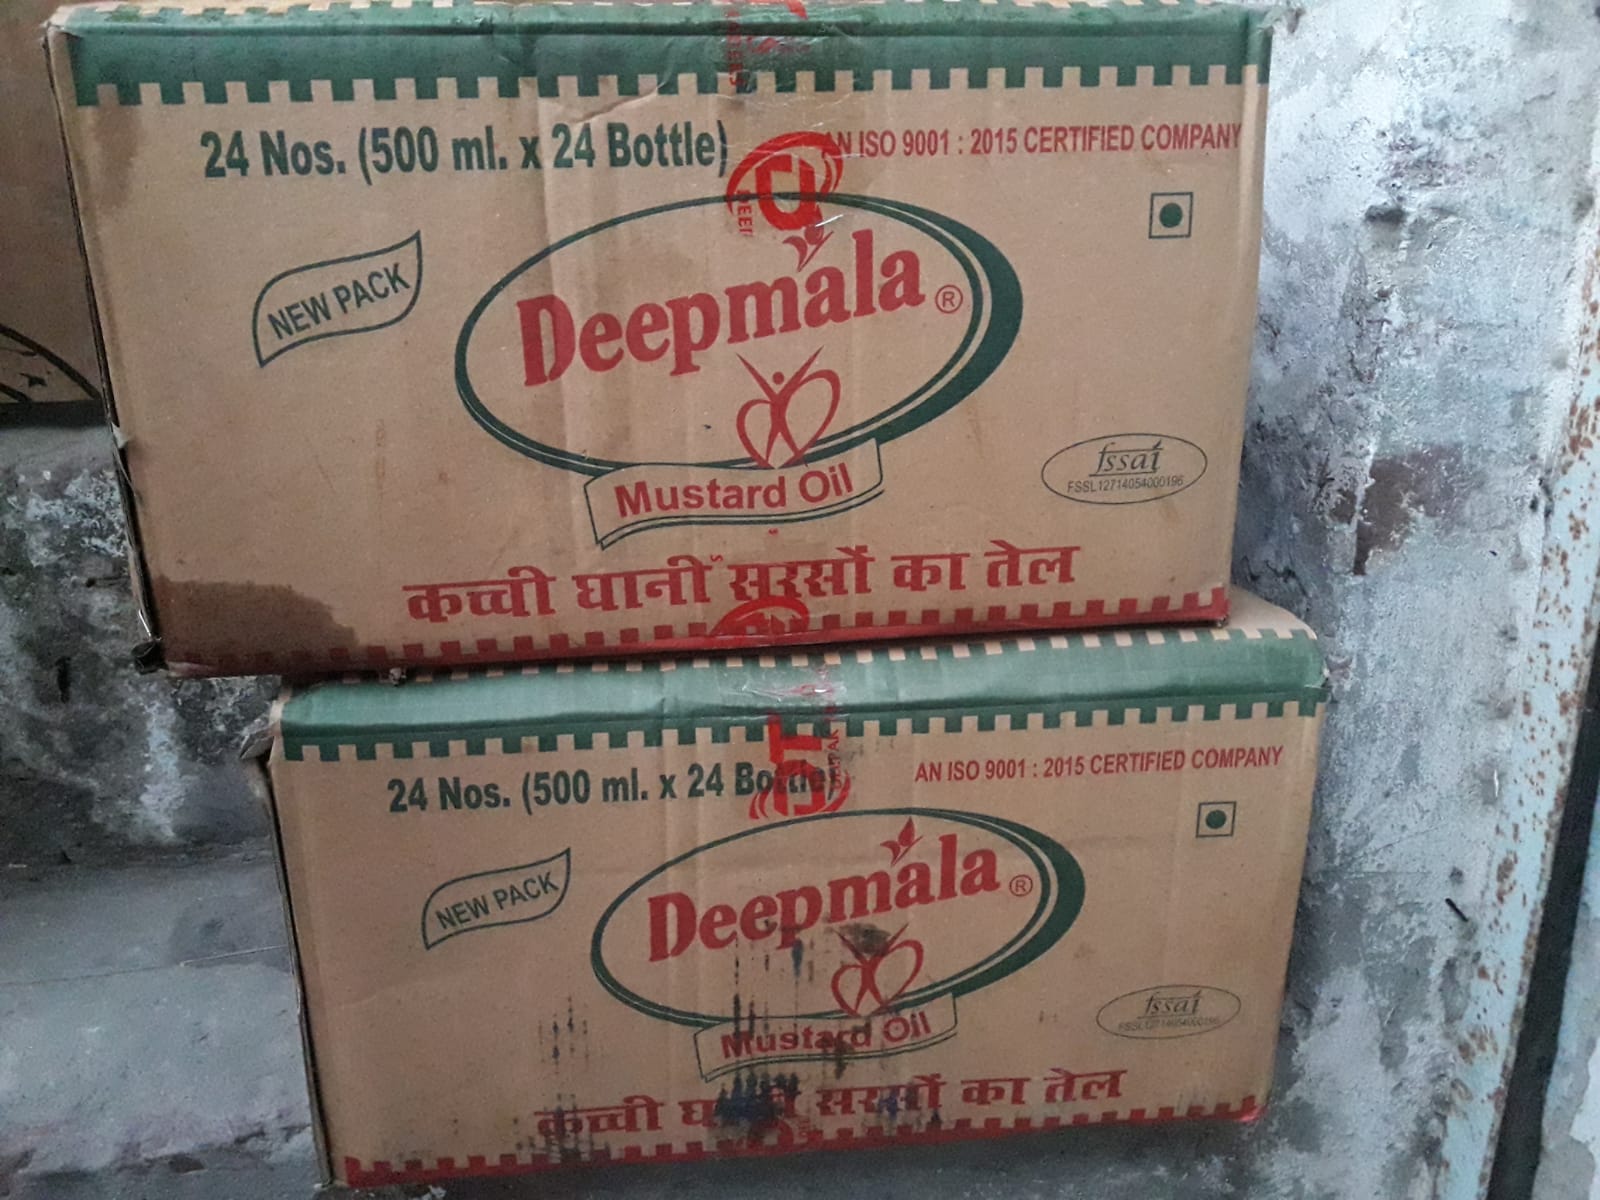 24 Nos. (500 ml. x 24 Bottle)
AN ISO 9001 : 2015 CERTIFIED COMPANY
NEW PACK
Deepmala ®
Mustard Oil
fssai
FSSL12714054000196
कच्ची घानी सरसों का तेल
24 Nos. (500 ml. x 24 Bottle)
AN ISO 9001 : 2015 CERTIFIED COMPANY
NEW PACK
Deepmala ®
Mustard Oil
fssai
FSSL12714054000196
कच्ची घानी सरसों का तेल